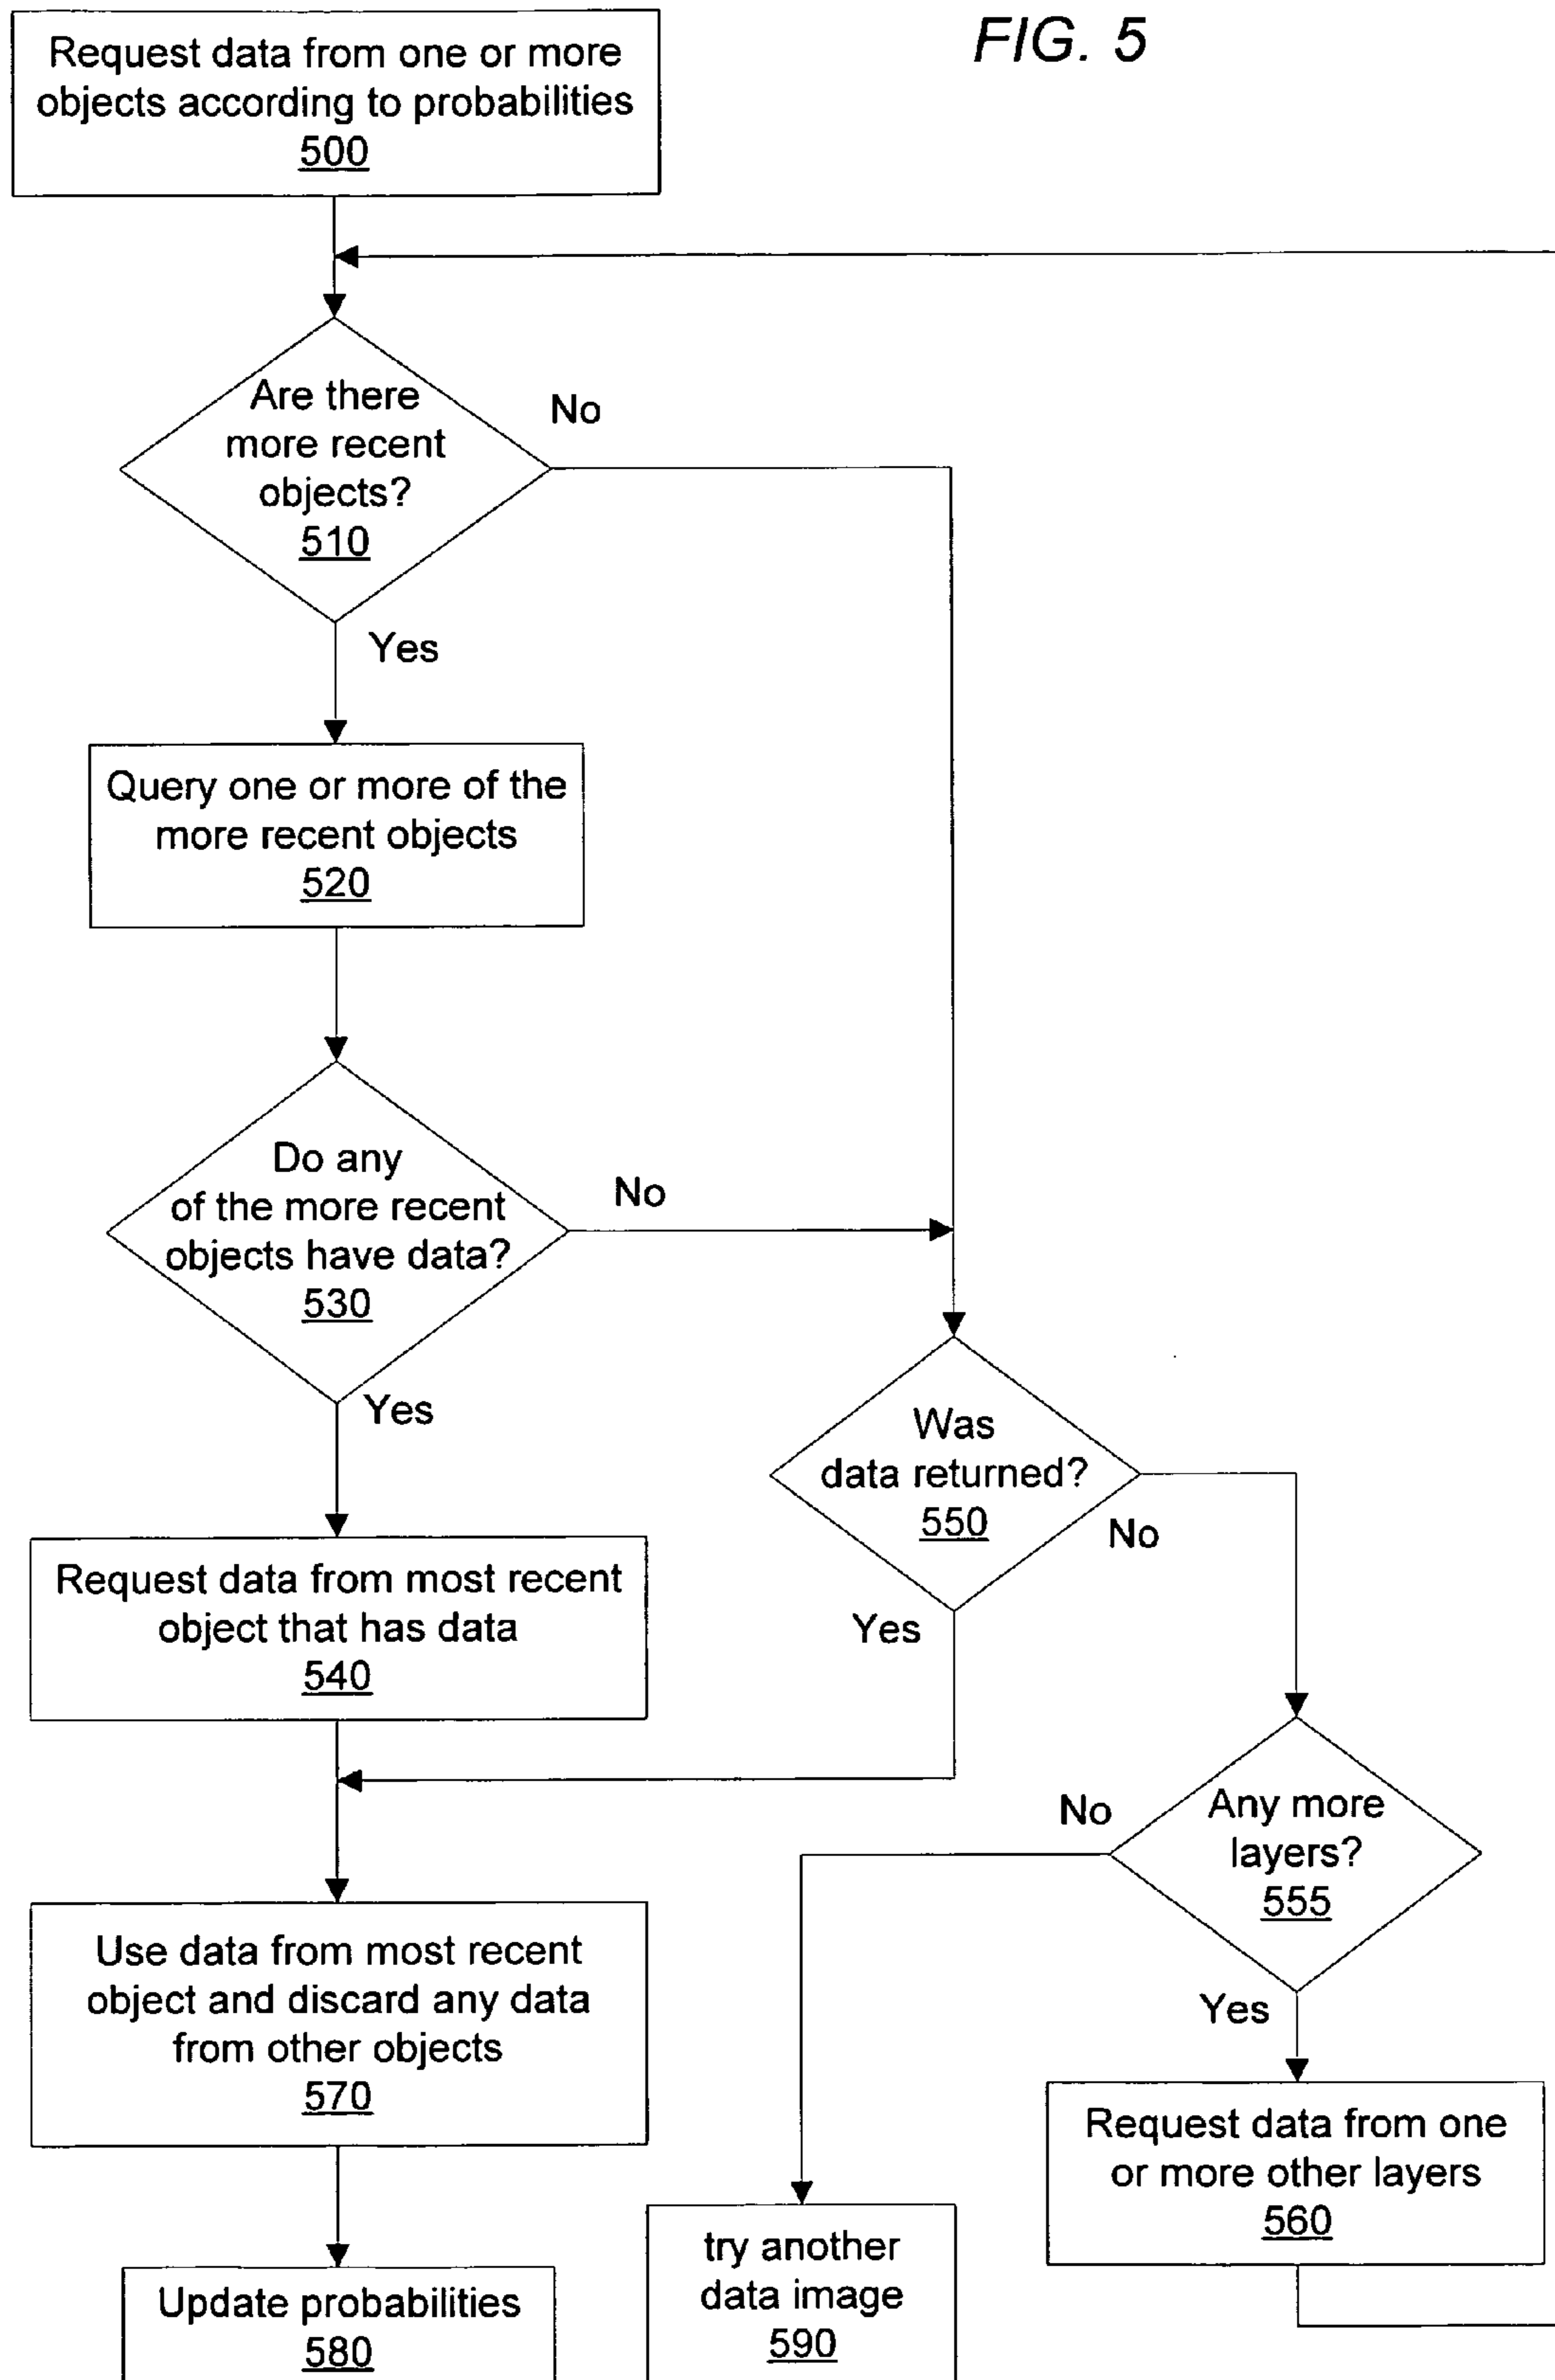 FIG. 5
Request data from one or more
objects according to probabilities
500
Are there
more recent
objects?
510
No
Yes
Query one or more of the
more recent objects
520
Do any
of the more recent
objects have data?
530
No
Yes
Was
data returned?
550
No
Yes
Request data from most recent
object that has data
540
Any more
layers?
555
No
Yes
Use data from most recent
object and discard any data
from other objects
570
Request data from one
or more other layers
560
try another
data image
590
Update probabilities
580